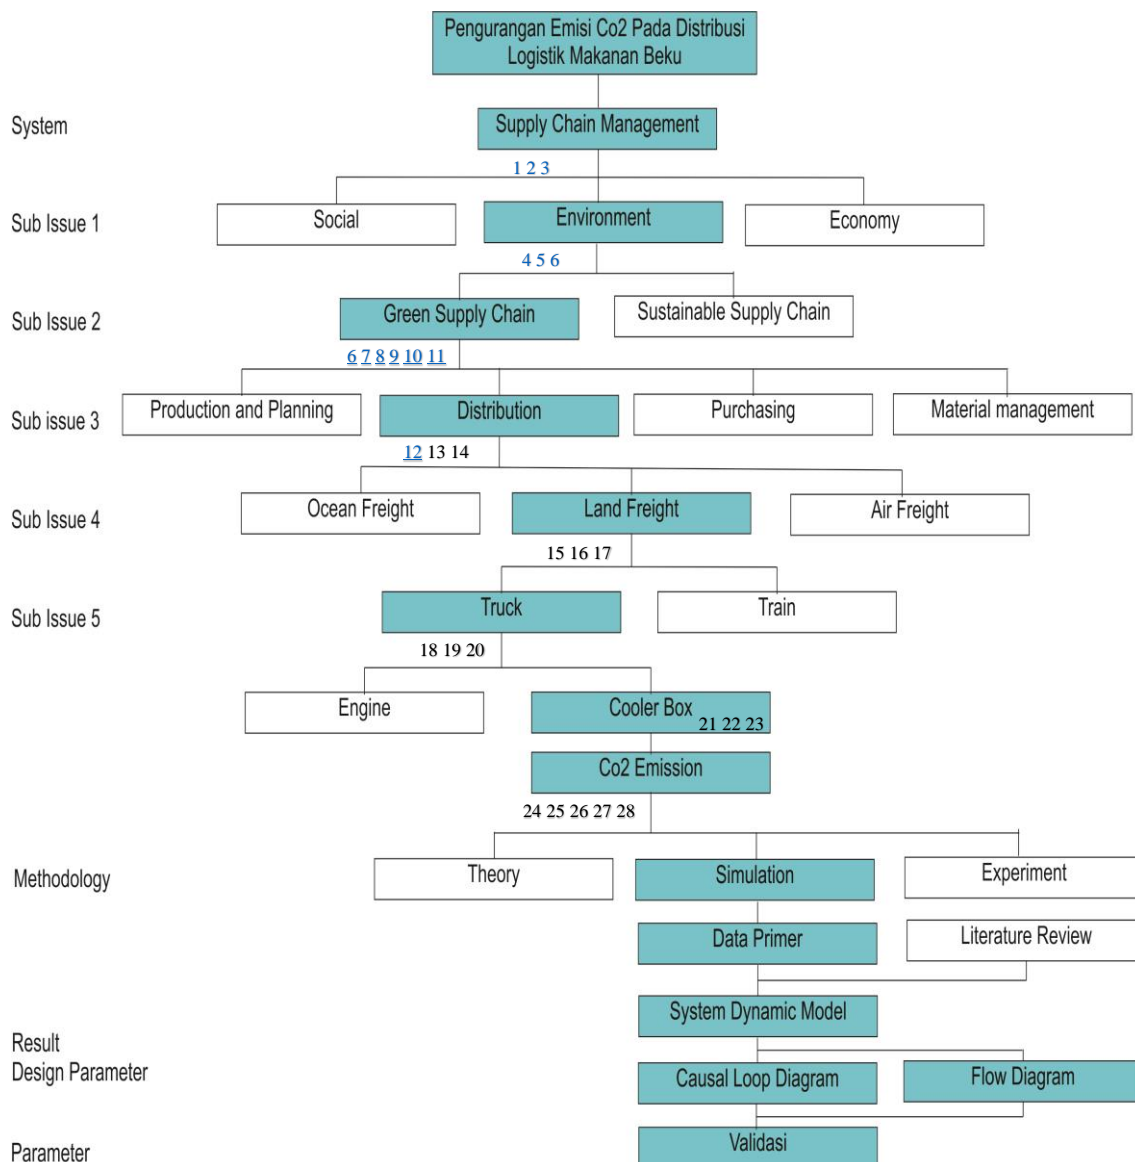 Pengurangan Emisi Co2 Pada Distribusi
Logistik Makanan Beku
System
Supply Chain Management
1 2 3
Sub Issue 1
Social
Environment
Economy
4 5 6
Sub Issue 2
Green Supply Chain
Sustainable Supply Chain
6 7 8 9 10 11
Sub issue 3
Production and Planning
Distribution
Purchasing
Material management
12 13 14
Sub Issue 4
Ocean Freight
Land Freight
Air Freight
15 16 17
Sub Issue 5
Truck
Train
18 19 20
Engine
Cooler Box
21 22 23
Co2 Emission
24 25 26 27 28
Methodology
Theory
Simulation
Experiment
Data Primer
Literature Review
System Dynamic Model
Result
Design Parameter
Causal Loop Diagram
Flow Diagram
Parameter
Validasi